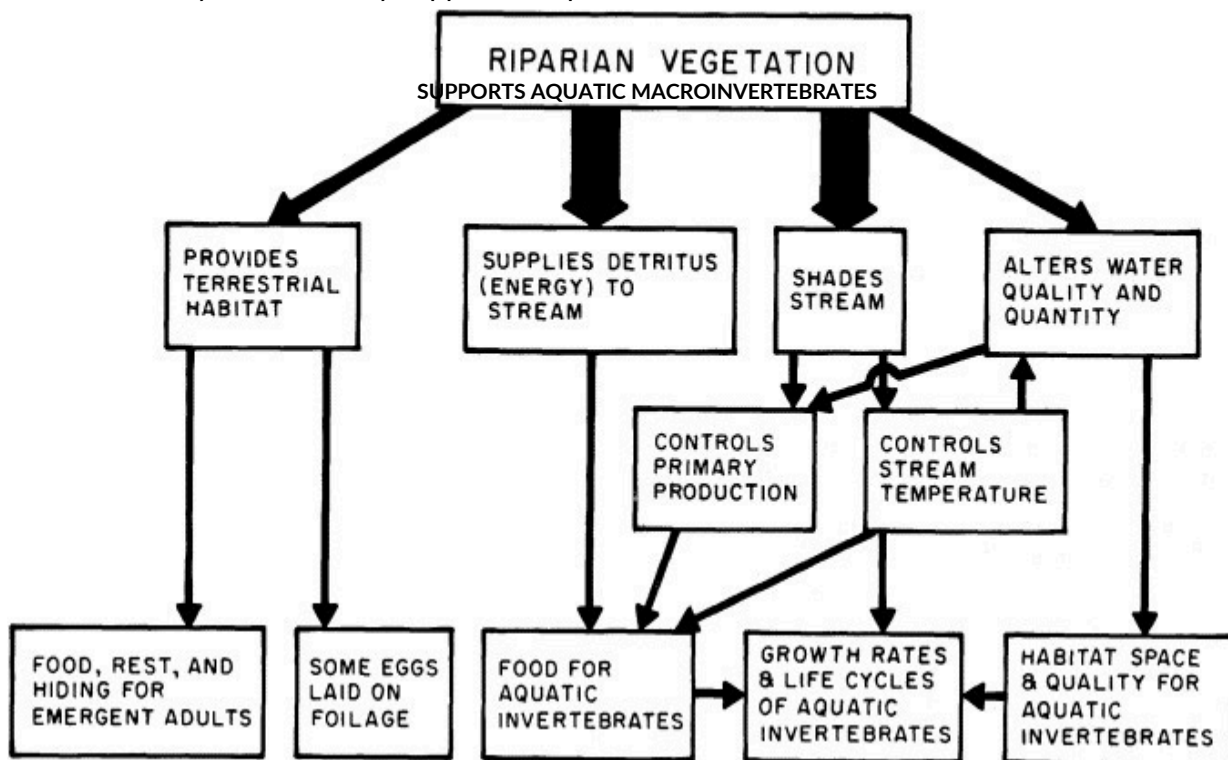 RIPARIAN VEGETATION
SUPPORTS AQUATIC MACROINVERTEBRATES
PROVIDES
TERRESTRIAL
HABITAT
SUPPLIES DETRITUS
(ENERGY) TO
STREAM
SHADES
STREAM
ALTERS WATER
QUALITY AND
QUANTITY
CONTROLS
PRIMARY
PRODUCTION
CONTROLS
STREAM
TEMPERATURE
FOOD, REST, AND
HIDING FOR
EMERGENT ADULTS
SOME EGGS
LAID ON
FOILAGE
FOOD FOR
AQUATIC
INVERTEBRATES
GROWTH RATES
& LIFE CYCLES
OF AQUATIC
INVERTEBRATES
HABITAT SPACE
& QUALITY FOR
AQUATIC
INVERTEBRATES